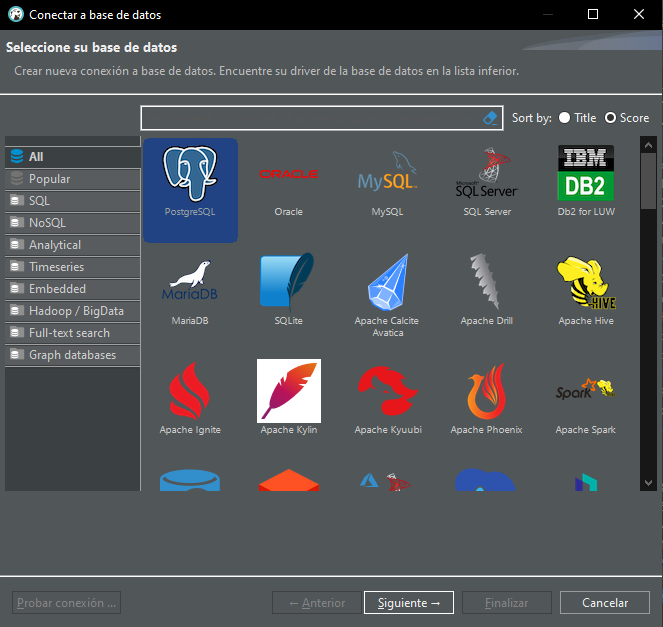 Conectar a base de datos
Seleccione su base de datos
Crear nueva conexión a base de datos. Encuentre su driver de la base de datos en la lista inferior.
Sort by: Title Score
All
Popular
SQL
NoSQL
Analytical
Timeseries
Embedded
Hadoop / BigData
Full-text search
Graph databases
PostgreSQL
ORACLE
Oracle
MySQL
MySQL
Microsoft
SQL Server
SQL Server
IBM
DB2
Db2 for LUW
MariaDB
MariaDB
SQLite
Apache Calcite
Avatica
Apache Drill
HIVE
Apache Hive
Apache Ignite
Apache Kylin
Apache Kyuubi
Apache Phoenix
Spark
Apache Spark
Probar conexión ...
← Anterior
Siguiente →
Finalizar
Cancelar